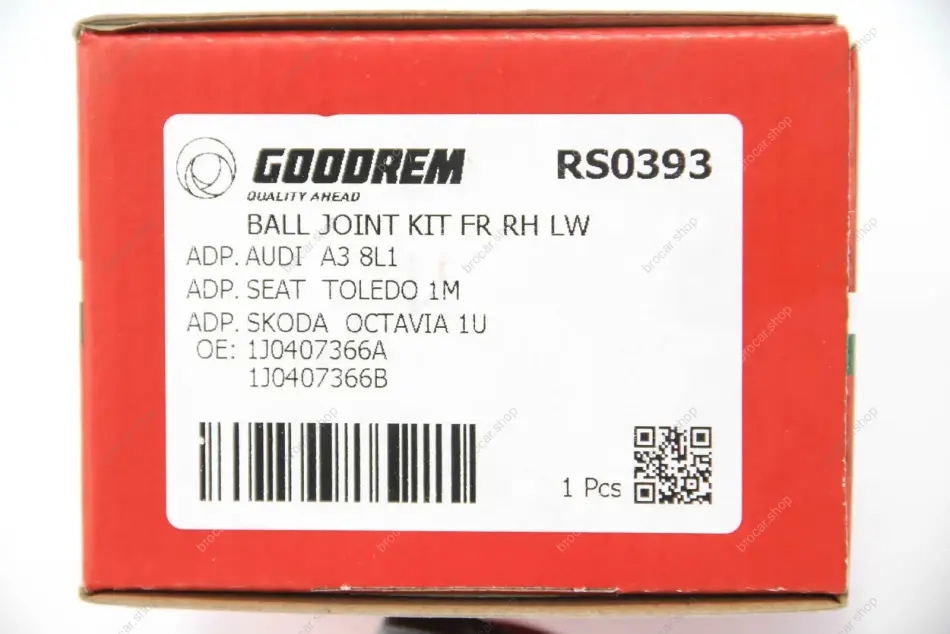 GOODREM
RS0393
QUALITY AHEAD
BALL JOINT KIT FR RH LW
ADP. AUDI A3 8L1
ADP. SEAT TOLEDO 1M
ADP. SKODA OCTAVIA 1U
OE: 1J0407366A
1J0407366B
1 Pcs
brocar.shop